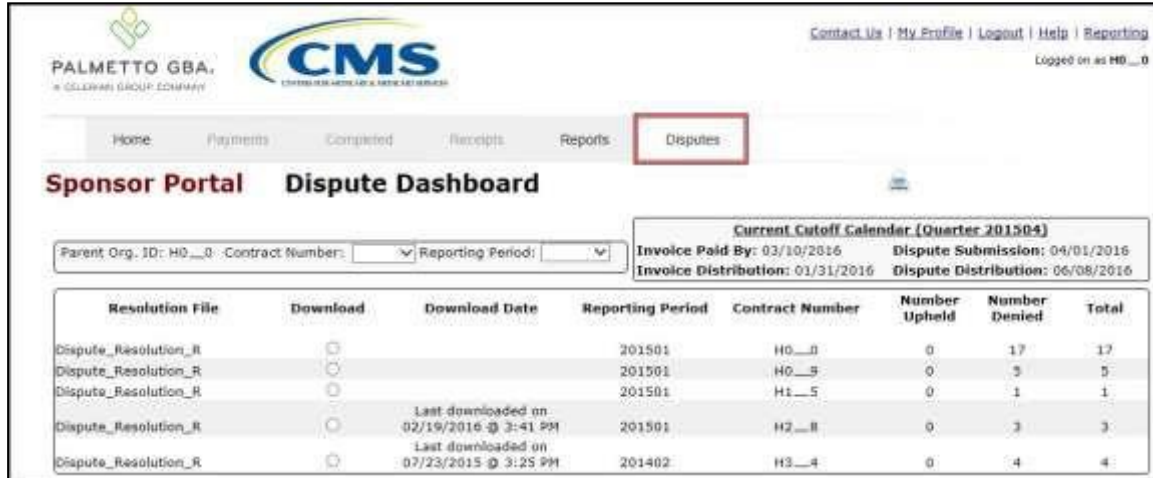 Contact Us | My Profile | Logout | Help | Reporting
PALMETTO GBA.
A CELERIAN GROUP COMPANY
CMS
CENTERS FOR MEDICARE & MEDICAID SERVICES
Logged on as H0__0
Home Payments Completed Receipts Reports Disputes
Sponsor Portal Dispute Dashboard
Current Cutoff Calendar (Quarter 201504)
Parent Org. ID: H0__0 Contract Number: Reporting Period:
Invoice Paid By: 03/10/2016 Dispute Submission: 04/01/2016
Invoice Distribution: 01/31/2016 Dispute Distribution: 06/08/2016
Resolution File Download Download Date Reporting Period Contract Number Number Upheld Number Denied Total
Dispute_Resolution_R 201501 H0__0 0 17 17
Dispute_Resolution_R 201501 H0__9 0 5 5
Dispute_Resolution_R 201501 H1__5 0 1 1
Dispute_Resolution_R Last downloaded on 02/19/2016 @ 3:41 PM 201501 H2__8 0 3 3
Dispute_Resolution_R Last downloaded on 07/23/2015 @ 3:25 PM 201402 H3__4 0 4 4